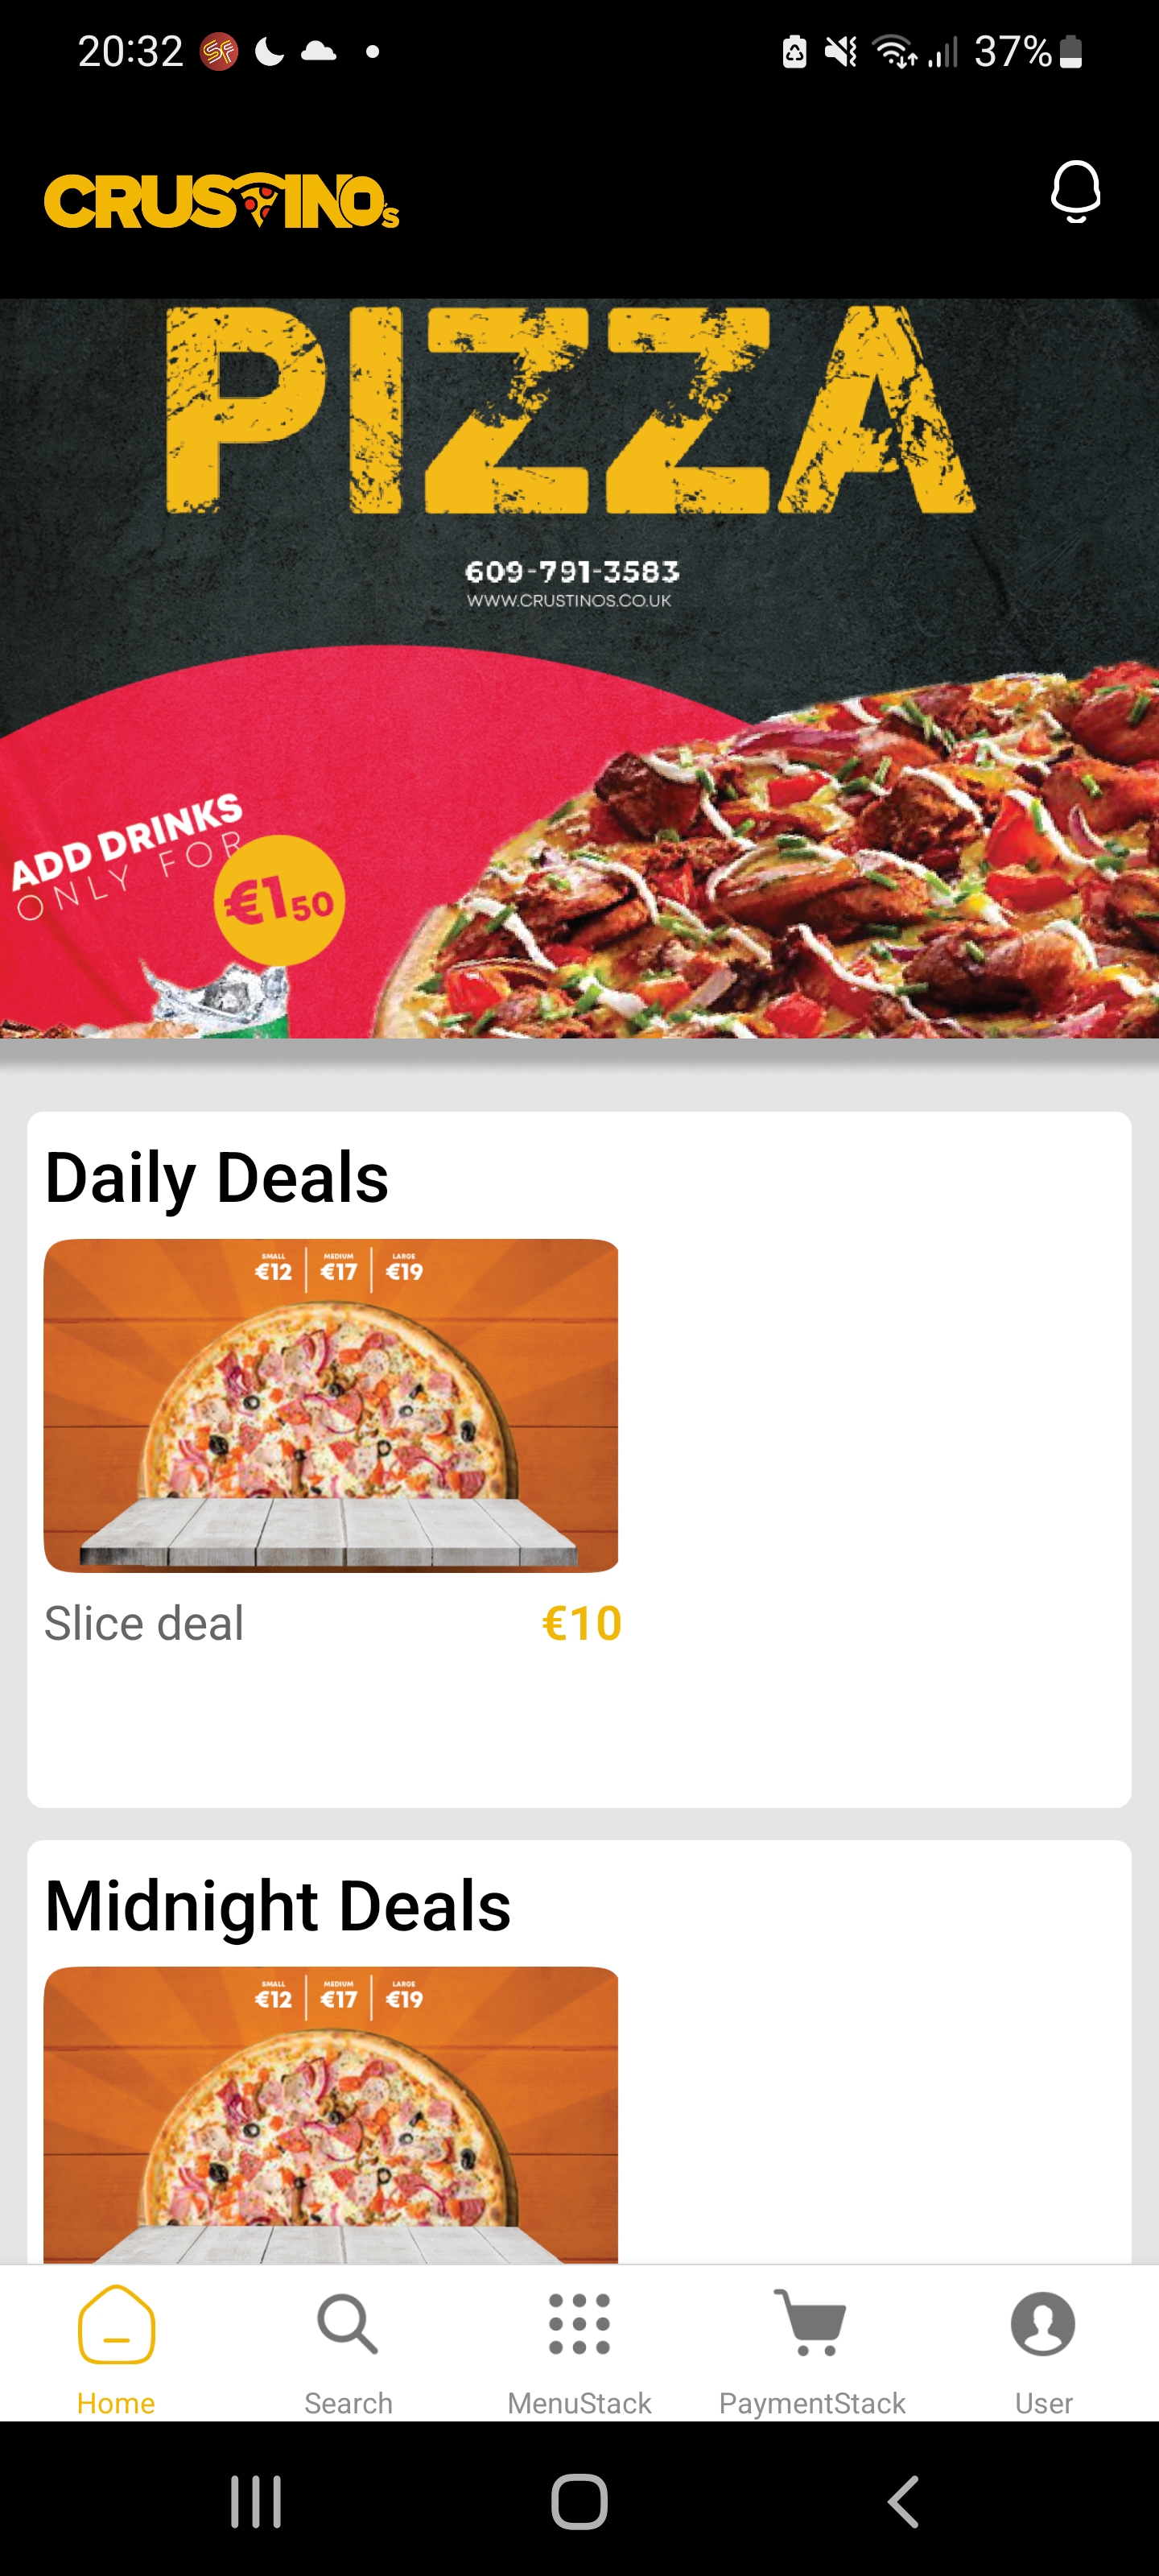 20:32
37%
CRUSTINO's
PIZZA
609-791-3583
WWW.CRUSTINOS.CO.UK
ADD DRINKS
ONLY FOR
€1 50
Daily Deals
SMALL MEDIUM LARGE
€12 €17 €19
Slice deal €10
Midnight Deals
SMALL MEDIUM LARGE
€12 €17 €19
Home Search MenuStack PaymentStack User